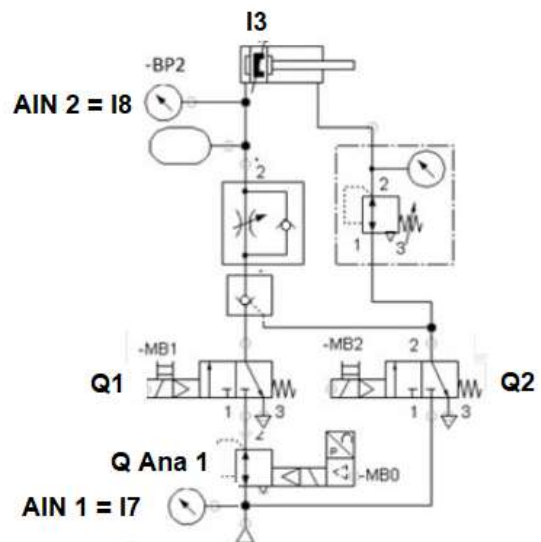 I3
-BP2
AIN 2 = I8
2
2
1
3
-MB1
-MB2
2
Q1
Q2
1
3
1
3
2
Q Ana 1
P
-MB0
AIN 1 = I7